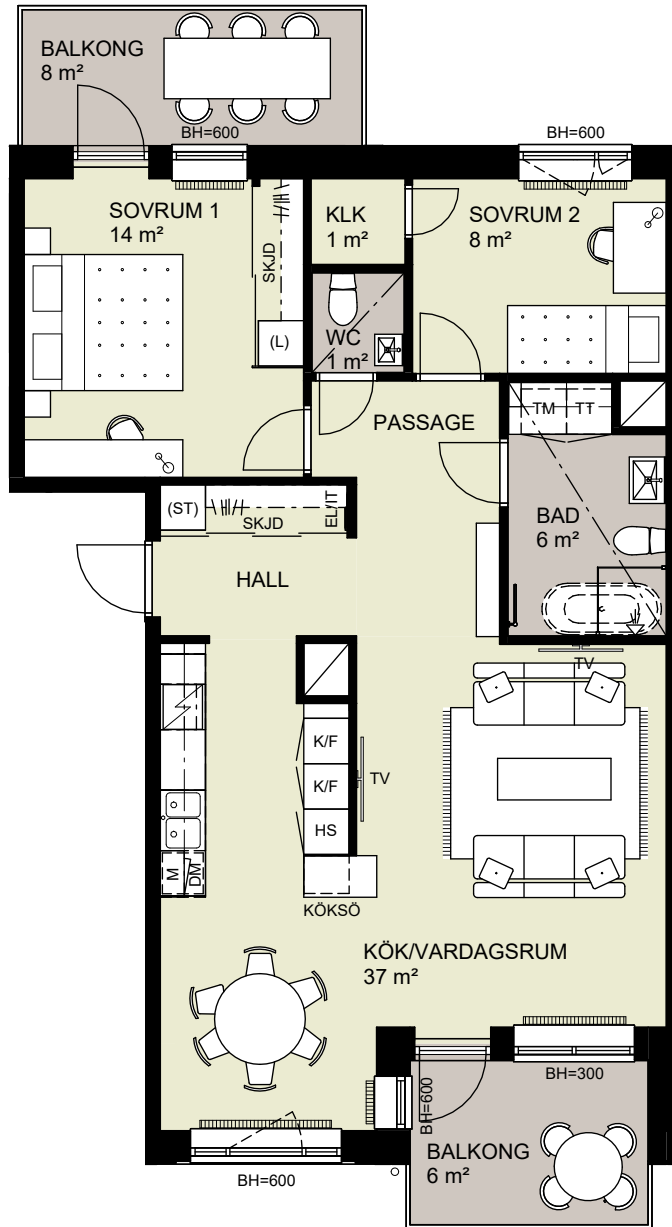 BALKONG
8 m²
BH=600
BH=600
SOVRUM 1
14 m²
SKJD
(L)
KLK
1 m²
SOVRUM 2
8 m²
WC
1 m²
PASSAGE
TM
TT
(ST)
SKJD
EL/IT
BAD
6 m²
HALL
TV
K/F
K/F
HS
TV
M
DM
KÖKSÖ
KÖK/VARDAGSRUM
37 m²
BH=300
BH=600
BALKONG
6 m²
BH=600